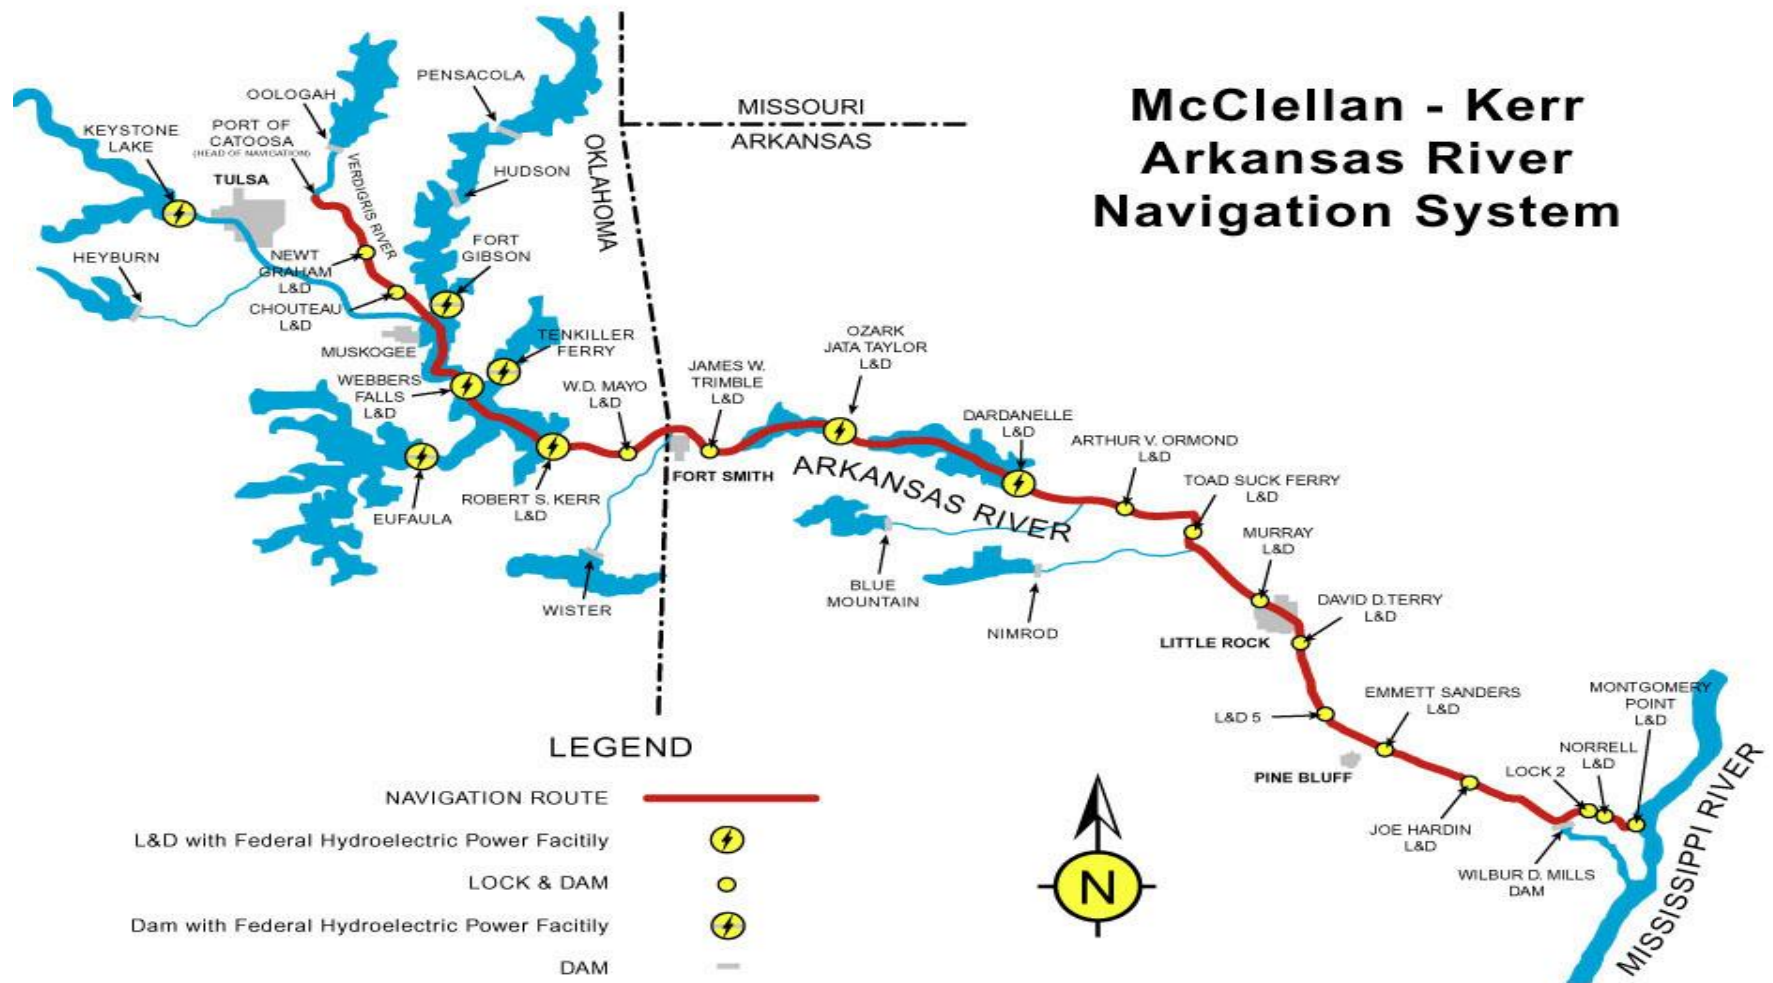 McClellan - Kerr
Arkansas River
Navigation System
PENSACOLA
OOLOGAH
KEYSTONE
LAKE
PORT OF
CATOOSA
(HEAD OF NAVIGATION)
TULSA
VERDIGRIS RIVER
HUDSON
OKLAHOMA
MISSOURI
ARKANSAS
HEYBURN
NEWT
GRAHAM
L&D
CHOUTEAU
L&D
FORT
GIBSON
MUSKOGEE
TENKILLER
FERRY
WEBBERS
FALLS
L&D
W.D. MAYO
L&D
JAMES W.
TRIMBLE
L&D
OZARK
JATA TAYLOR
L&D
DARDANELLE
L&D
ARTHUR V. ORMOND
L&D
TOAD SUCK FERRY
L&D
MURRAY
L&D
EUFAULA
ROBERT S. KERR
L&D
FORT SMITH
ARKANSAS RIVER
WISTER
BLUE
MOUNTAIN
NIMROD
DAVID D.TERRY
L&D
LITTLE ROCK
L&D 5
EMMETT SANDERS
L&D
MONTGOMERY
POINT
L&D
NORRELL
L&D
LOCK 2
PINE BLUFF
JOE HARDIN
L&D
WILBUR D. MILLS
DAM
MISSISSIPPI RIVER
LEGEND
NAVIGATION ROUTE
L&D with Federal Hydroelectric Power Facitily
LOCK & DAM
Dam with Federal Hydroelectric Power Facitily
DAM
N